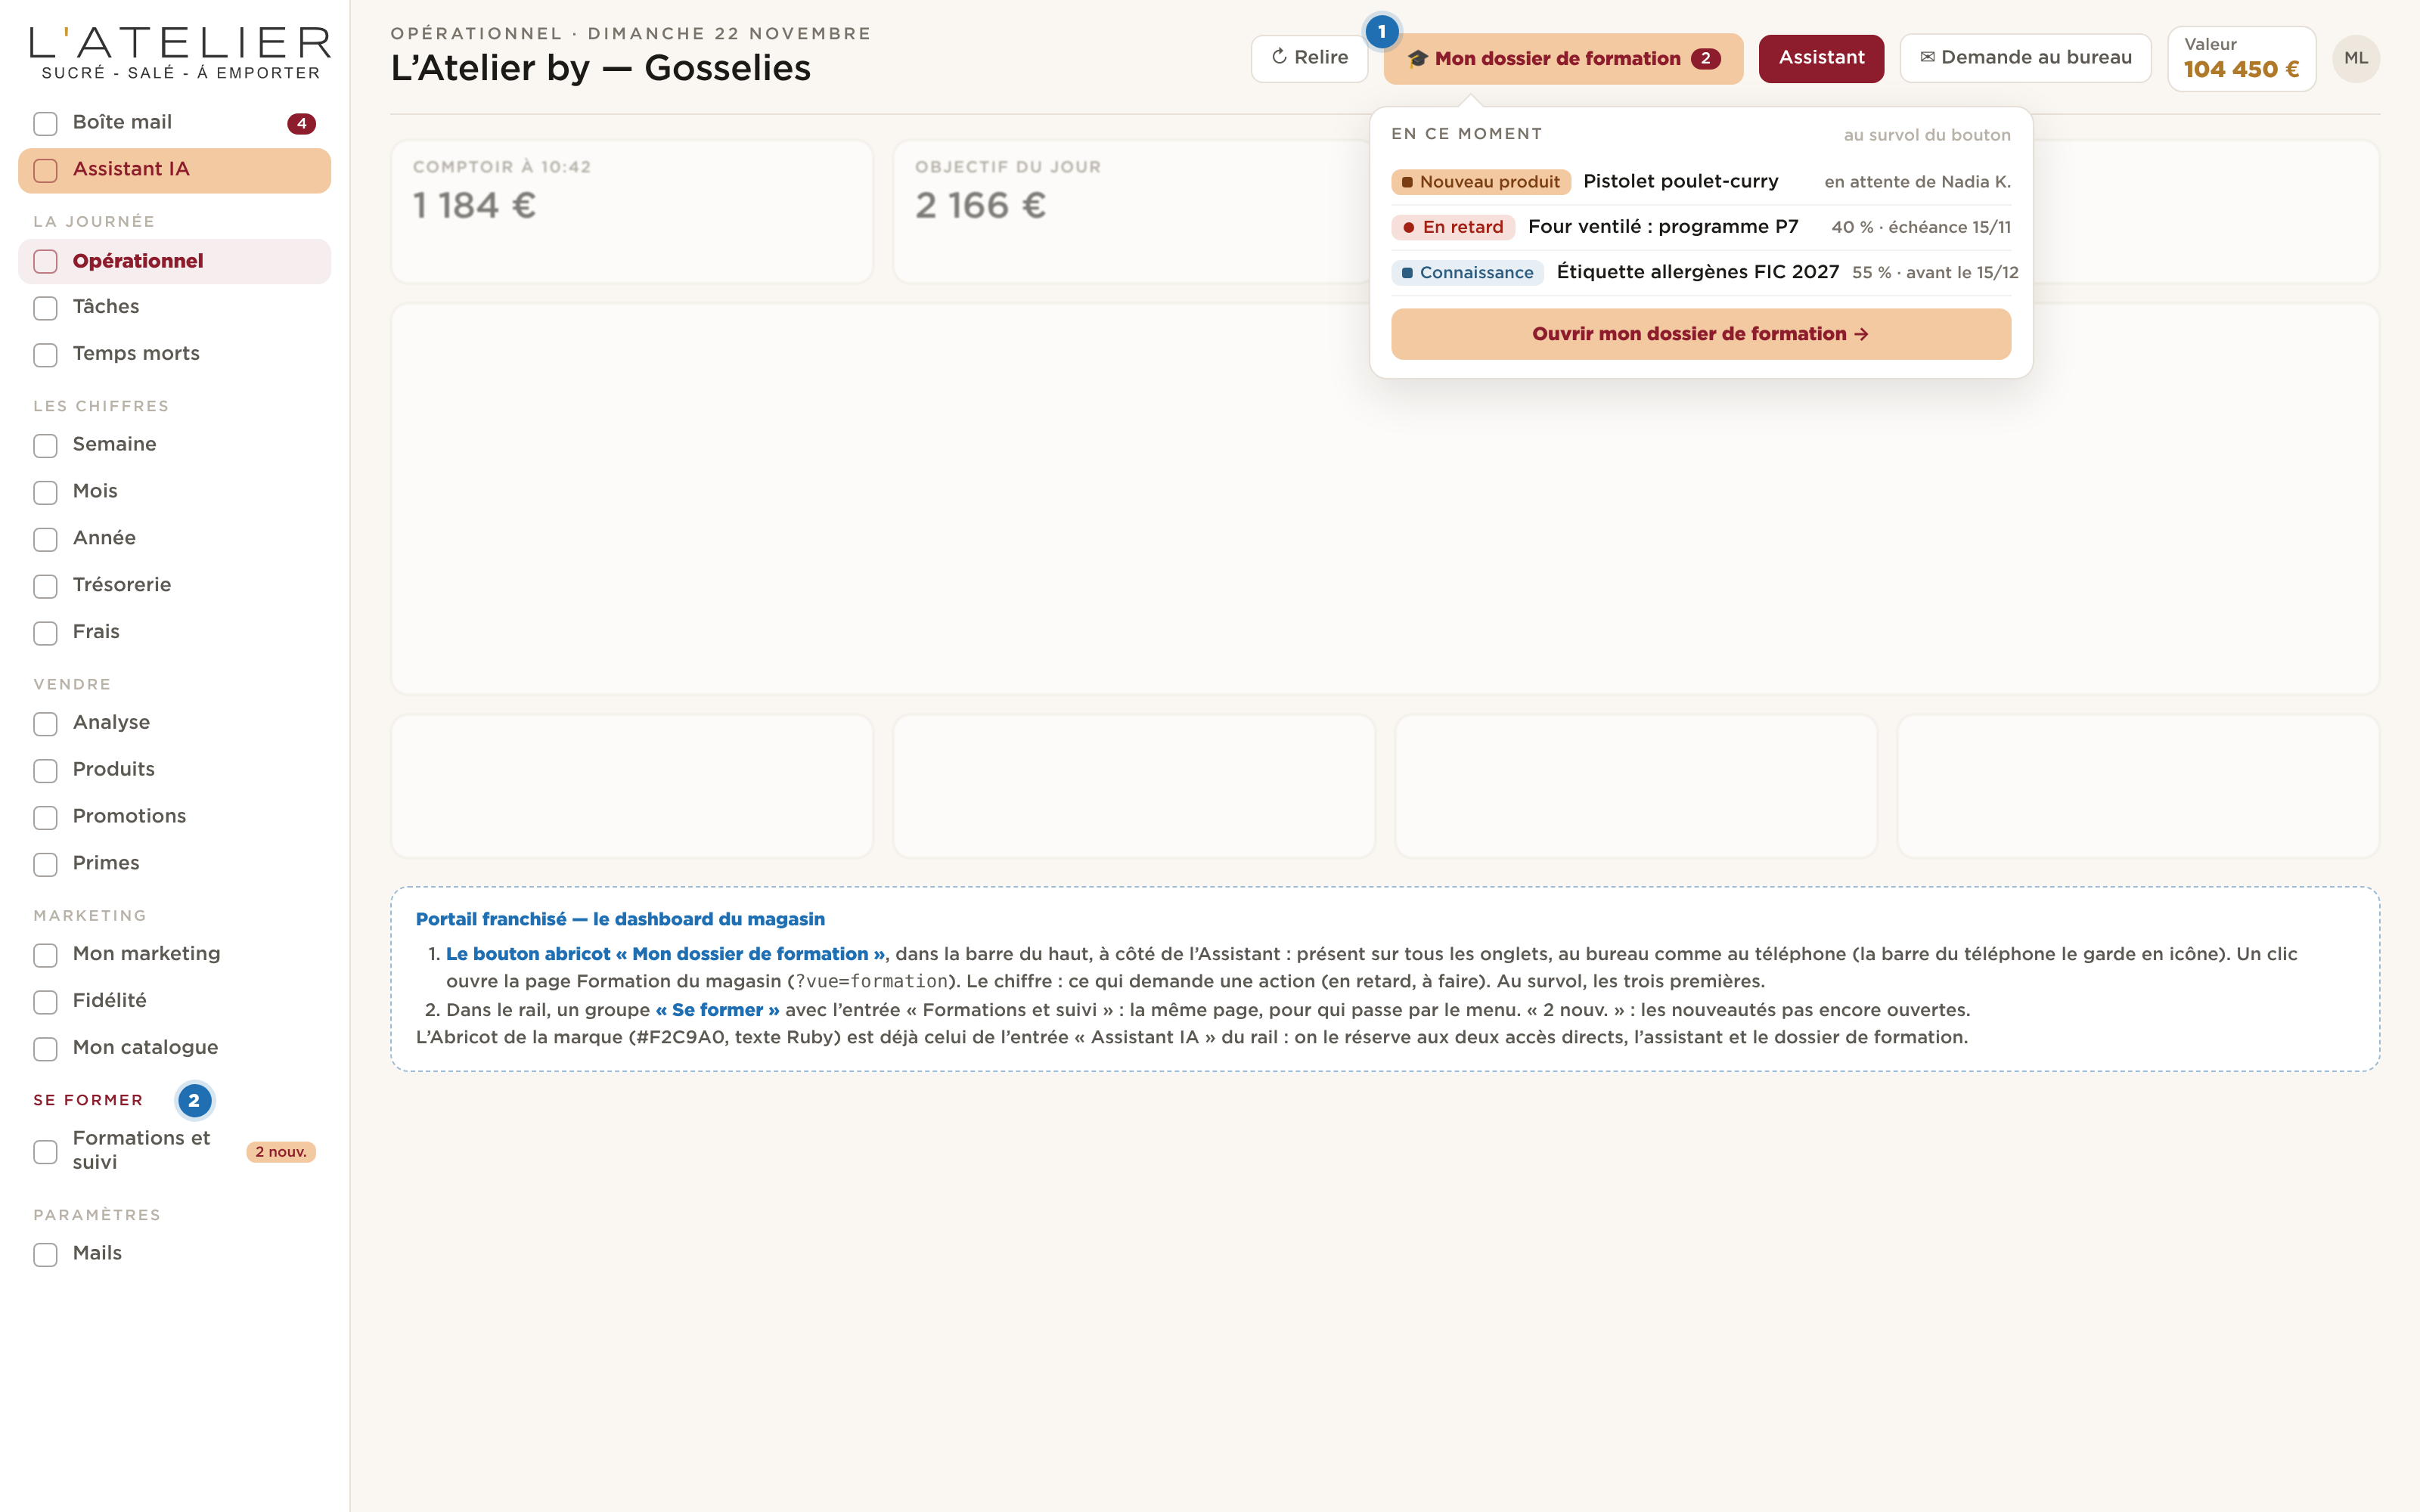 L'ATELIER
SUCRÉ - SALÉ - Á EMPORTER
Boîte mail 4
Assistant IA
LA JOURNÉE
Opérationnel
Tâches
Temps morts
LES CHIFFRES
Semaine
Mois
Année
Trésorerie
Frais
VENDRE
Analyse
Produits
Promotions
Primes
MARKETING
Mon marketing
Fidélité
Mon catalogue
SE FORMER 2
Formations et
suivi
2 nouv.
PARAMÈTRES
Mails
OPÉRATIONNEL · DIMANCHE 22 NOVEMBRE
L’Atelier by — Gosselies
↻ Relire
1
🎓 Mon dossier de formation 2
Assistant
✉ Demande au bureau
Valeur
104 450 €
ML
COMPTOIR À 10:42
1 184 €
OBJECTIF DU JOUR
2 166 €
EN CE MOMENT au survol du bouton
Nouveau produit Pistolet poulet-curry en attente de Nadia K.
En retard Four ventilé : programme P7 40 % · échéance 15/11
Connaissance Étiquette allergènes FIC 2027 55 % · avant le 15/12
Ouvrir mon dossier de formation →
Portail franchisé — le dashboard du magasin
1. Le bouton abricot « Mon dossier de formation », dans la barre du haut, à côté de l’Assistant : présent sur tous les onglets, au bureau comme au téléphone (la barre du téléphone le garde en icône). Un clic
ouvre la page Formation du magasin (?vue=formation). Le chiffre : ce qui demande une action (en retard, à faire). Au survol, les trois premières.
2. Dans le rail, un groupe « Se former » avec l’entrée « Formations et suivi » : la même page, pour qui passe par le menu. « 2 nouv. » : les nouveautés pas encore ouvertes.
L’Abricot de la marque (#F2C9A0, texte Ruby) est déjà celui de l’entrée « Assistant IA » du rail : on le réserve aux deux accès directs, l’assistant et le dossier de formation.